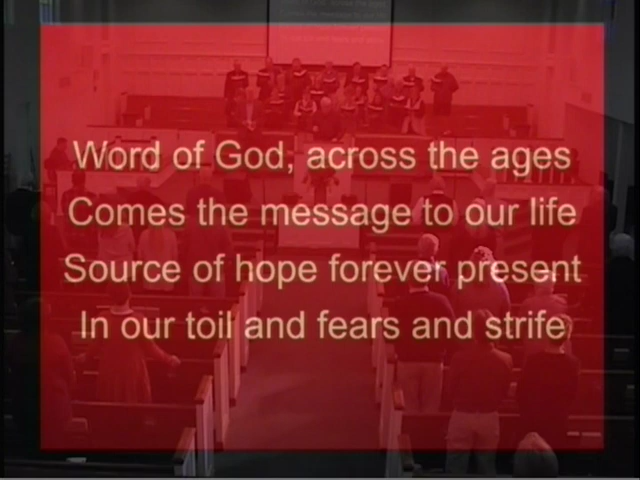 Word of God, across the ages
Comes the message to our life
Source of hope forever present
In our toil and fears and strife